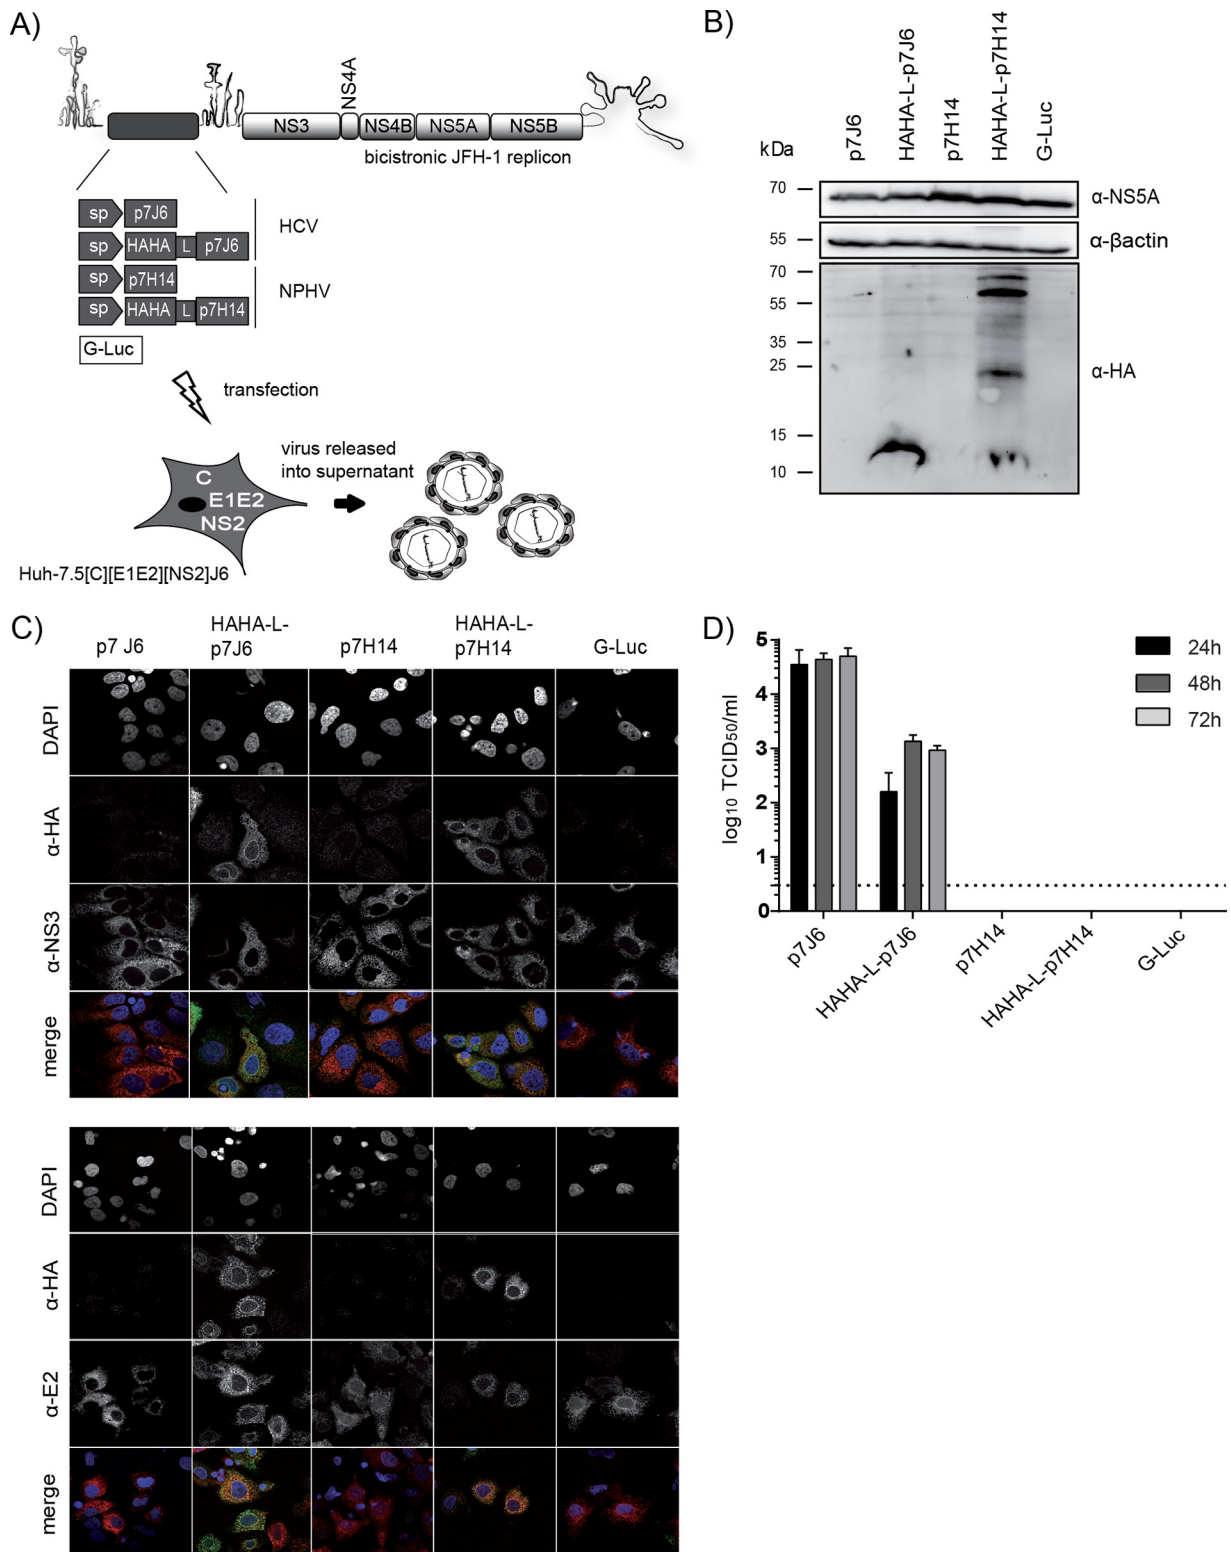 A)
NS4A
NS3
NS4B
NS5A
NS5B
bicistronic JFH-1 replicon
sp p7J6
sp HAHA L p7J6
HCV
sp p7H14
sp HAHA L p7H14
NPHV
G-Luc
transfection
virus released
into supernatant
C
E1E2
NS2
Huh-7.5[C][E1E2][NS2]J6
B)
p7J6
HAHA-L-p7J6
p7H14
HAHA-L-p7H14
G-Luc
kDa
70
α-NS5A
55
α-βactin
70
55
35
25
α-HA
15
10
C)
p7 J6
HAHA-L-
p7J6
p7H14
HAHA-L-
p7H14
G-Luc
DAPI
α-HA
α-NS3
merge
DAPI
α-HA
α-E2
merge
D)
log10 TCID50/ml
5
4
3
2
1
0
24h
48h
72h
p7J6
HAHA-L-p7J6
p7H14
HAHA-L-p7H14
G-Luc